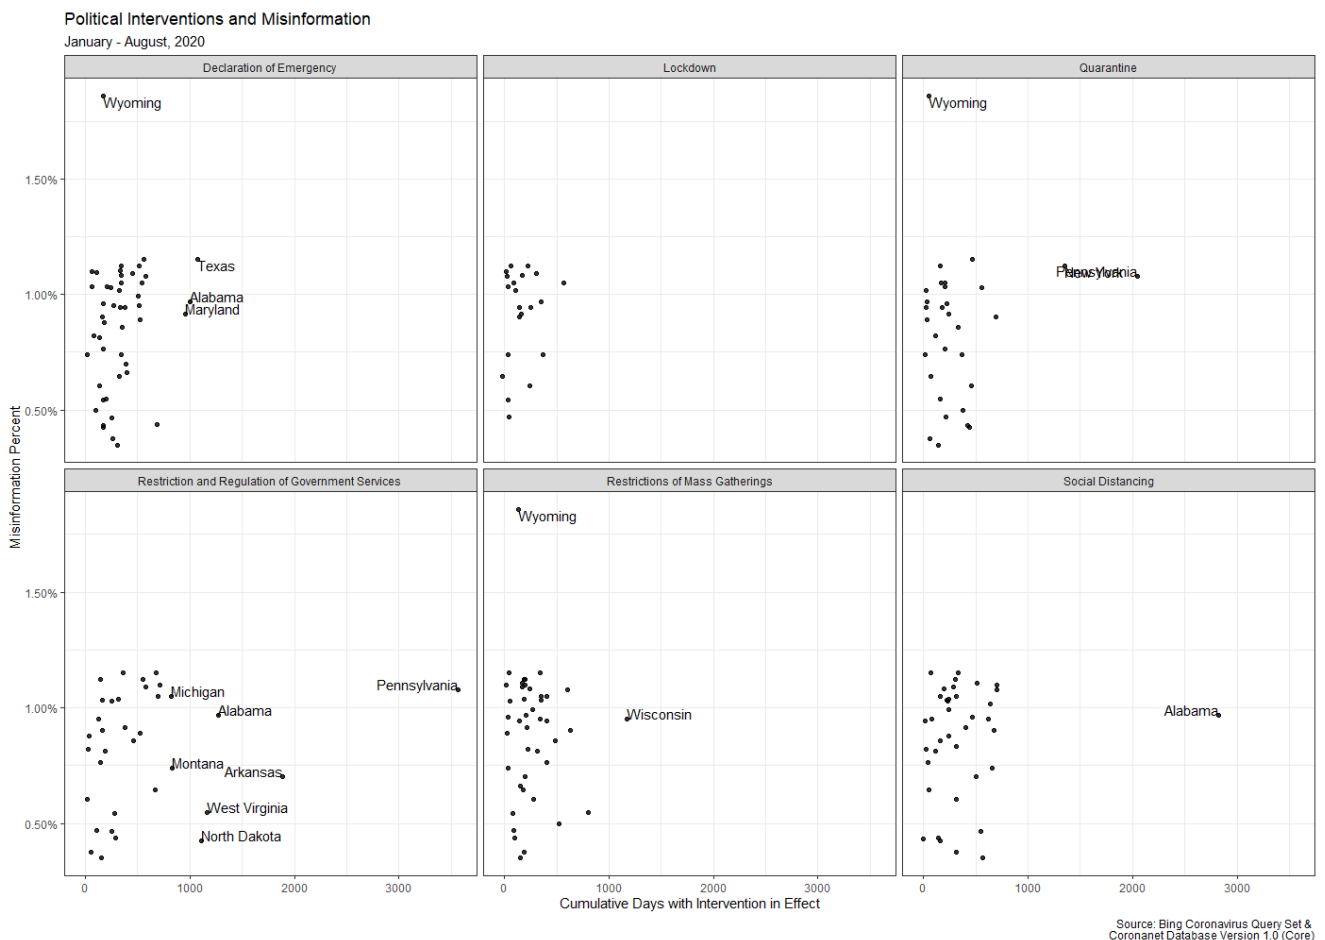 Political Interventions and Misinformation
January - August, 2020
Declaration of Emergency
Lockdown
Quarantine
Wyoming
Texas
Alabama
Maryland
Wyoming
Pennsylvania
New York
1.50%
1.00%
0.50%
Misinformation Percent
Restriction and Regulation of Government Services
Restrictions of Mass Gatherings
Social Distancing
Michigan
Pennsylvania
Alabama
Montana
Arkansas
West Virginia
North Dakota
Wyoming
Wisconsin
Alabama
1.50%
1.00%
0.50%
0 1000 2000 3000
0 1000 2000 3000
0 1000 2000 3000
Cumulative Days with Intervention in Effect
Source: Bing Coronavirus Query Set &
Coronanet Database Version 1.0 (Core)